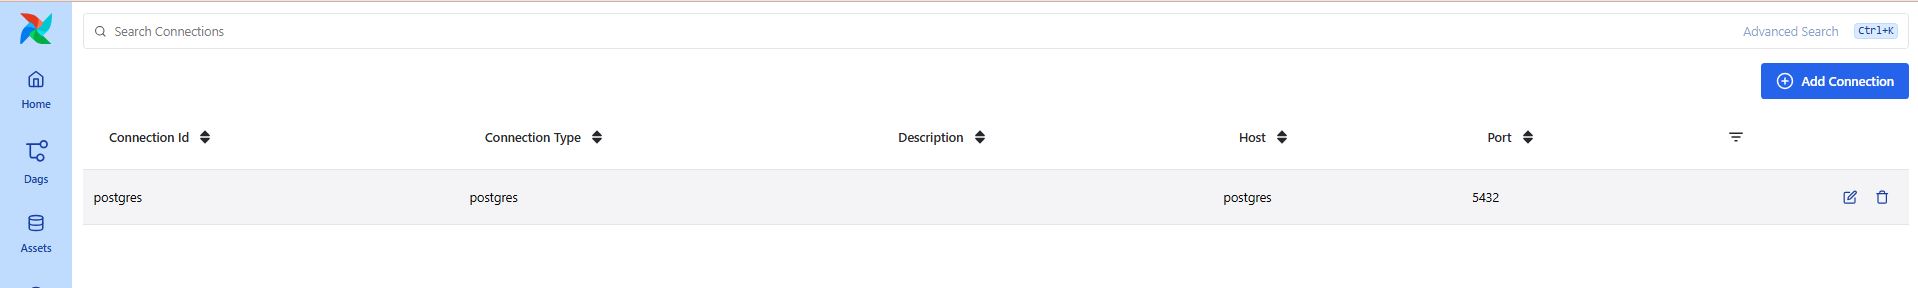 Search Connections Advanced Search Ctrl+K
Add Connection
Home
Dags
Assets
Connection Id Connection Type Description Host Port
postgres postgres postgres 5432